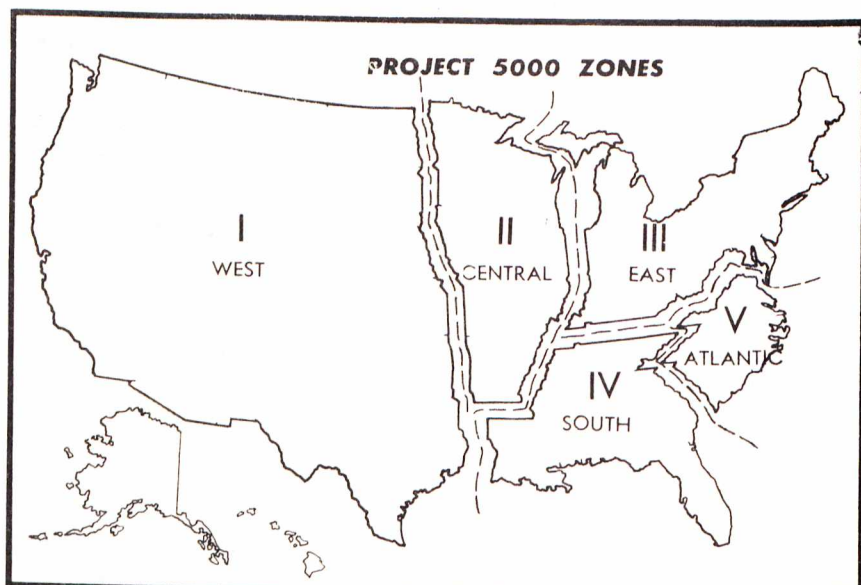 PROJECT 5000 ZONES
I
WEST
II
CENTRAL
III
EAST
IV
SOUTH
V
ATLANTIC